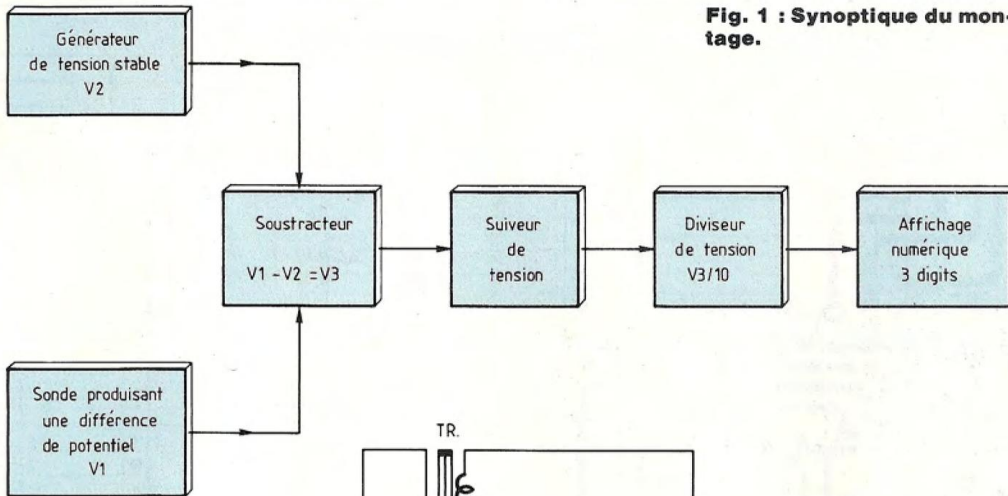 Fig. 1 : Synoptique du mon-
tage.
Générateur
de tension stable
V2
Soustracteur
V1 - V2 = V3
Suiveur
de
tension
Diviseur
de tension
V3/10
Affichage
numérique
3 digits
Sonde produisant
une différence
de potentiel
V1
TR.